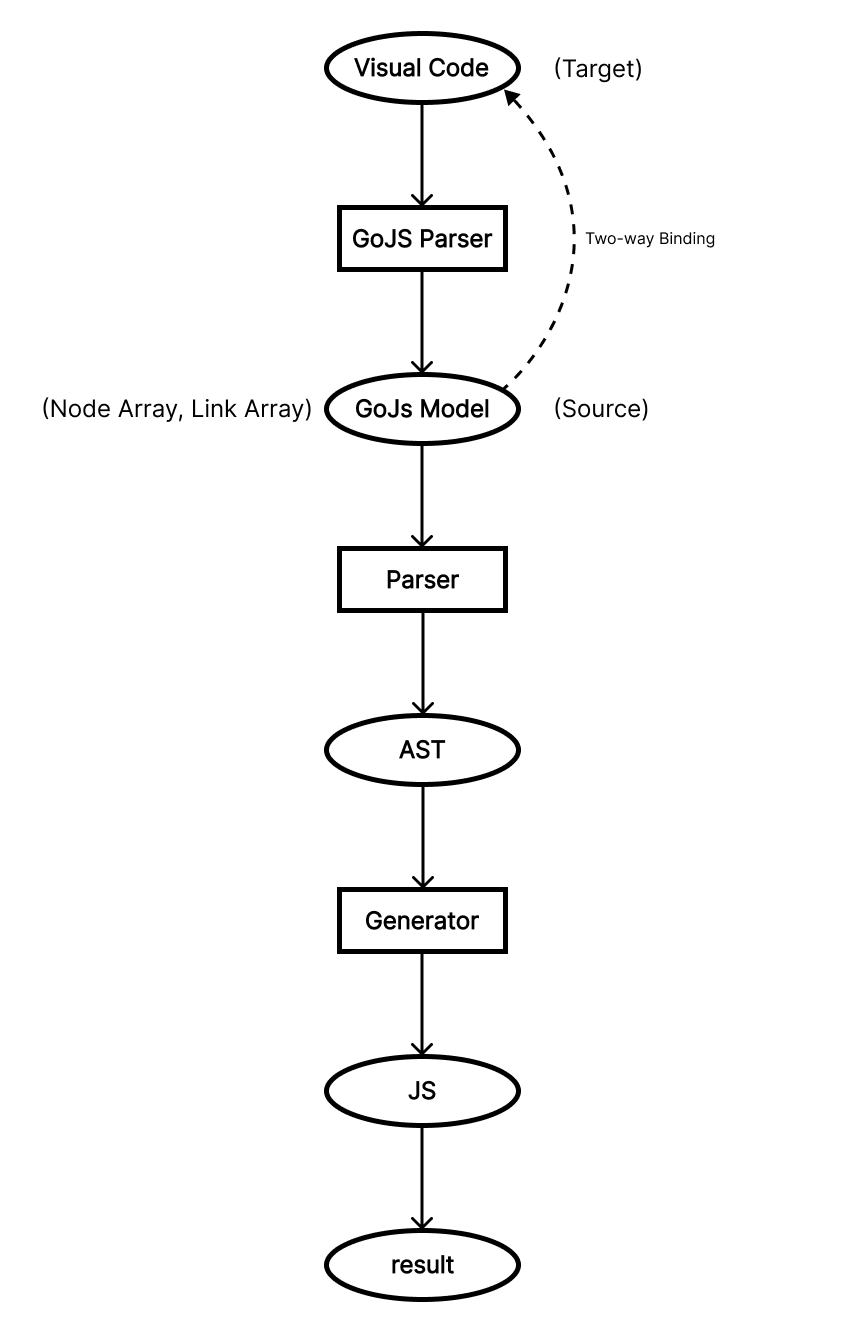 Visual Code
(Target)
GoJS Parser
Two-way Binding
(Node Array, Link Array)
GoJs Model
(Source)
Parser
AST
Generator
JS
result